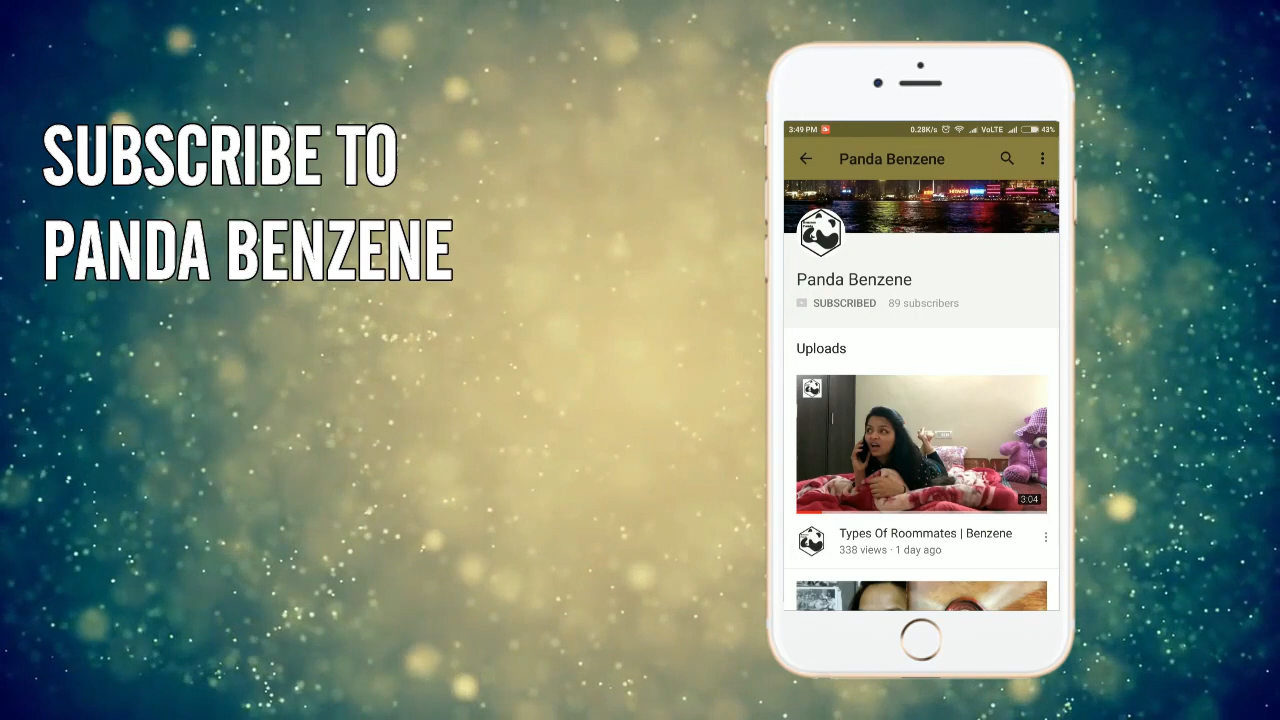 SUBSCRIBE TO
PANDA BENZENE
3:49 PM 0.28K/s VoLTE 43%
Panda Benzene
HITACHI
Panda Benzene
SUBSCRIBED 89 subscribers
Uploads
3:04
Types Of Roommates | Benzene
338 views · 1 day ago